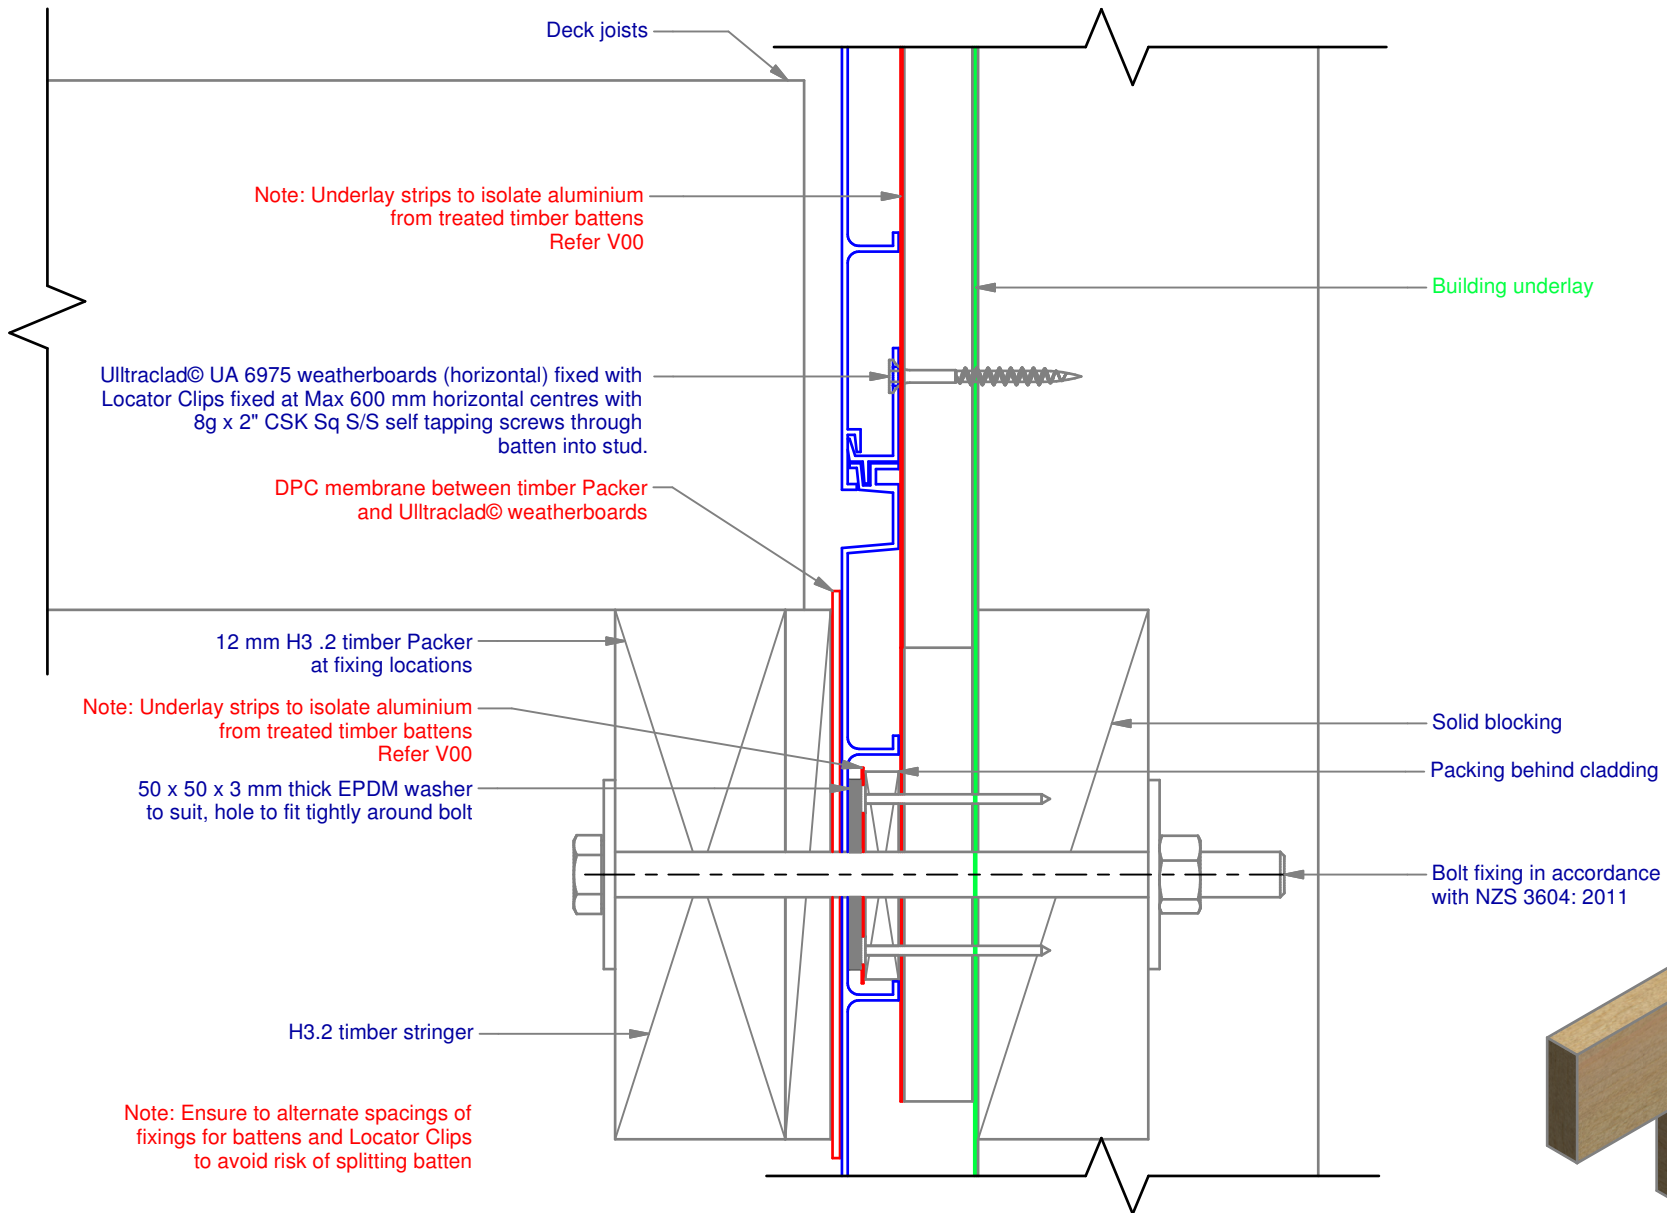 Deck joists
Note: Underlay strips to isolate aluminium
from treated timber battens
Refer V00
Building underlay
Ulltraclad© UA 6975 weatherboards (horizontal) fixed with
Locator Clips fixed at Max 600 mm horizontal centres with
8g x 2" CSK Sq S/S self tapping screws through
batten into stud.
DPC membrane between timber Packer
and Ulltraclad© weatherboards
12 mm H3 .2 timber Packer
at fixing locations
Note: Underlay strips to isolate aluminium
from treated timber battens
Refer V00
Solid blocking
Packing behind cladding
50 x 50 x 3 mm thick EPDM washer
to suit, hole to fit tightly around bolt
Bolt fixing in accordance
with NZS 3604: 2011
H3.2 timber stringer
Note: Ensure to alternate spacings of
fixings for battens and Locator Clips
to avoid risk of splitting batten